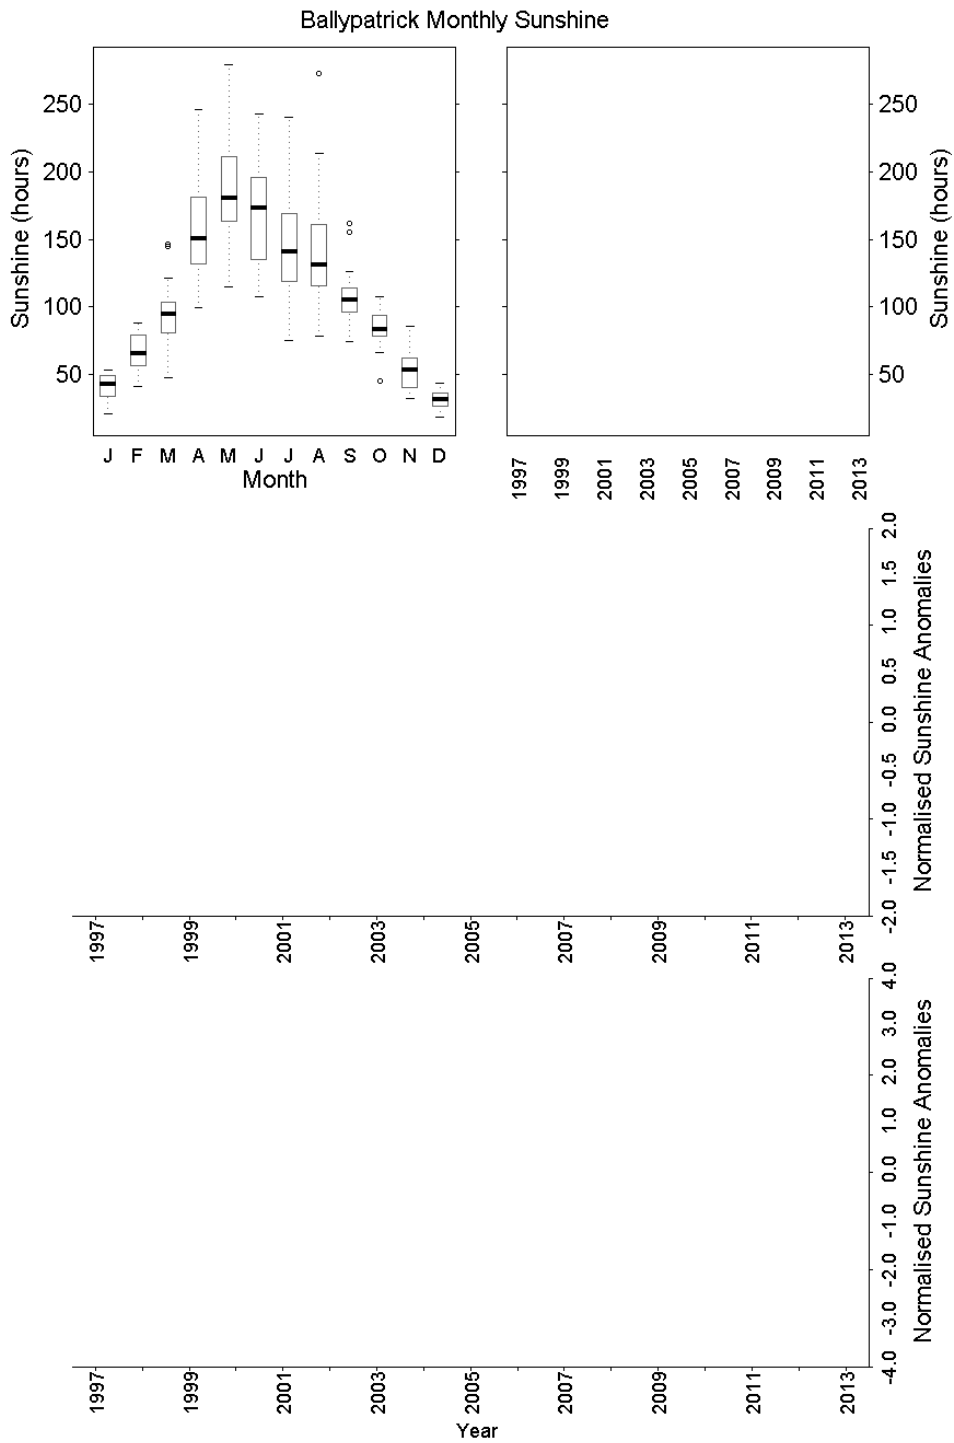 Ballypatrick Monthly Sunshine
Sunshine (hours)
250
200
150
100
50
J F M A M J J A S O N D
Month
250
200
150
100
50
Sunshine (hours)
1997 1999 2001 2003 2005 2007 2009 2011 2013
2.0
1.5
1.0
0.5
0.0
-0.5
-1.0
-1.5
-2.0
Normalised Sunshine Anomalies
1997 1999 2001 2003 2005 2007 2009 2011 2013
4.0
3.0
2.0
1.0
0.0
-1.0
-2.0
-3.0
-4.0
Normalised Sunshine Anomalies
1997 1999 2001 2003 2005 2007 2009 2011 2013
Year